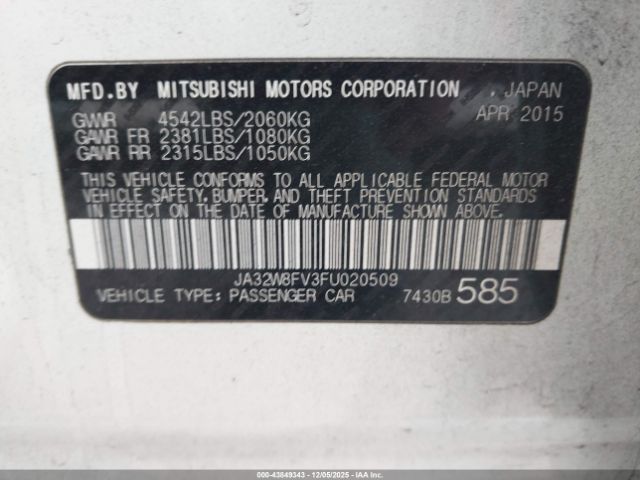 MFD.BY MITSUBISHI MOTORS CORPORATION , JAPAN
GVWR 4542LBS/2060KG APR 2015
GAWR FR 2381LBS/1080KG
GAWR RR 2315LBS/1050KG
THIS VEHICLE CONFORMS TO ALL APPLICABLE FEDERAL MOTOR
VEHICLE SAFETY, BUMPER, AND THEFT PREVENTION STANDARDS
IN EFFECT ON THE DATE OF MANUFACTURE SHOWN ABOVE.
JA32W8FV3FU020509
VEHICLE TYPE: PASSENGER CAR 7430B 585
000-43849343 - 12/05/2025 - COPYRIGHT IAA, LLC